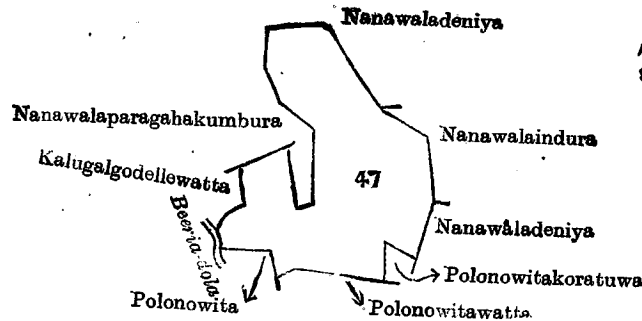 Nanawaladeniya
Nanawalaparagahakumbura
Nanawalaindura
Kalugalgodellewatta
47
Beeria-dola
Nanawaladeniya
Polonowitakoratuwa
Polonowita
Polonowitawatta